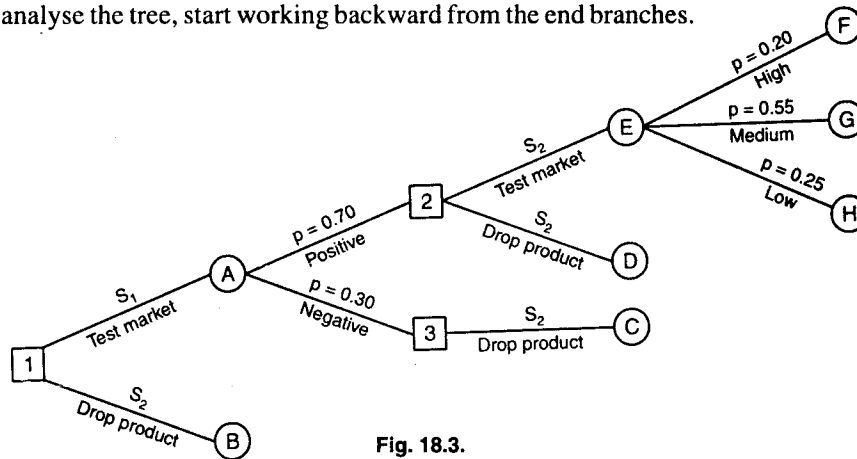 analyse the tree, start working backward from the end branches.
F
p = 0.20
High
p = 0.55
G
Medium
E
S2
Test market
p = 0.25
Low
H
2
p = 0.70
Positive
S2
Drop product
D
A
S1
Test market
p = 0.30
Negative
3
S2
Drop product
C
1
S2
Drop product
B
Fig. 18.3.